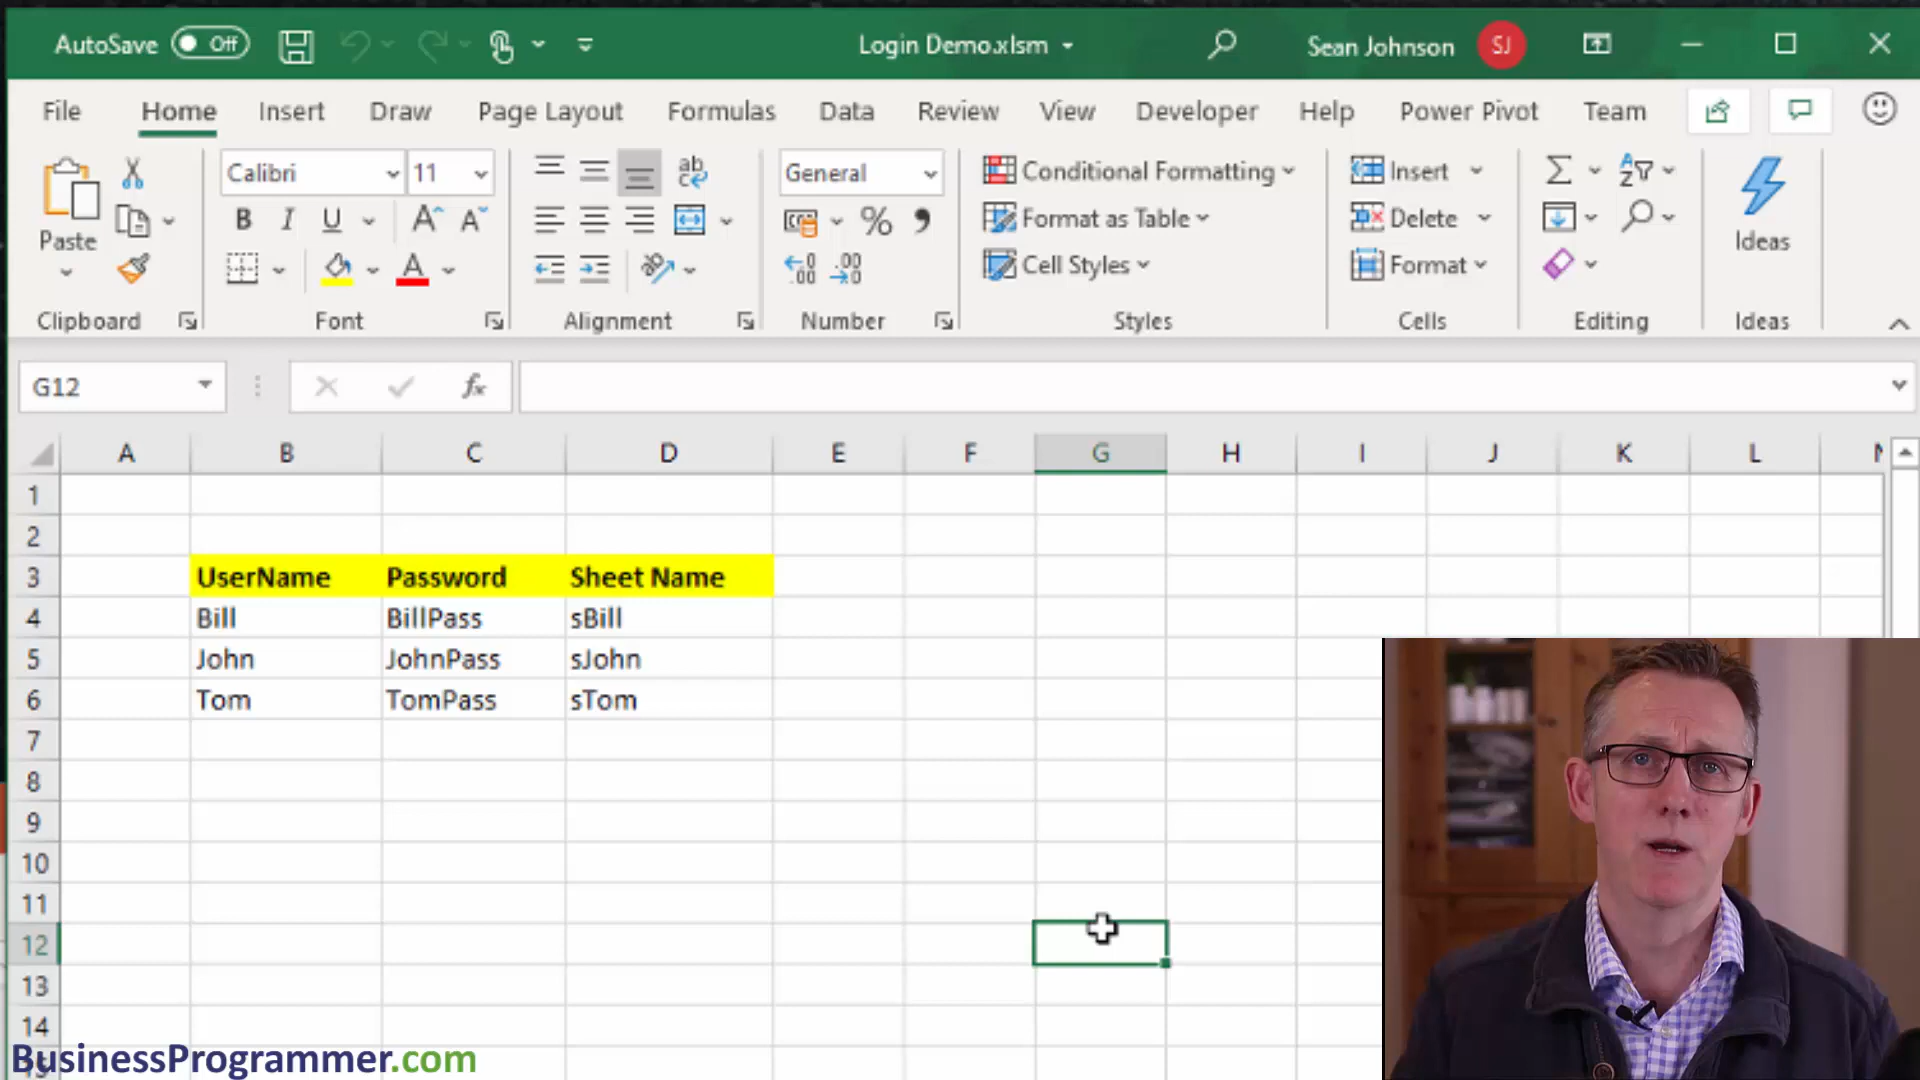 AutoSave Off Login Demo.xlsm Sean Johnson SJ
File Home Insert Draw Page Layout Formulas Data Review View Developer Help Power Pivot Team
Calibri 11 ab General Conditional Formatting Σ Insert
Paste B I U A A % Format as Table Delete Ideas
A .00 .00 Cell Styles Format
Clipboard Font Alignment Number Styles Cells Editing Ideas
G12 fx
A B C D E F G H I J K L
1
2
3 UserName Password Sheet Name
4 Bill BillPass sBill
5 John JohnPass sJohn
6 Tom TomPass sTom
7
8
9
10
11
12
13
14
BusinessProgrammer.com